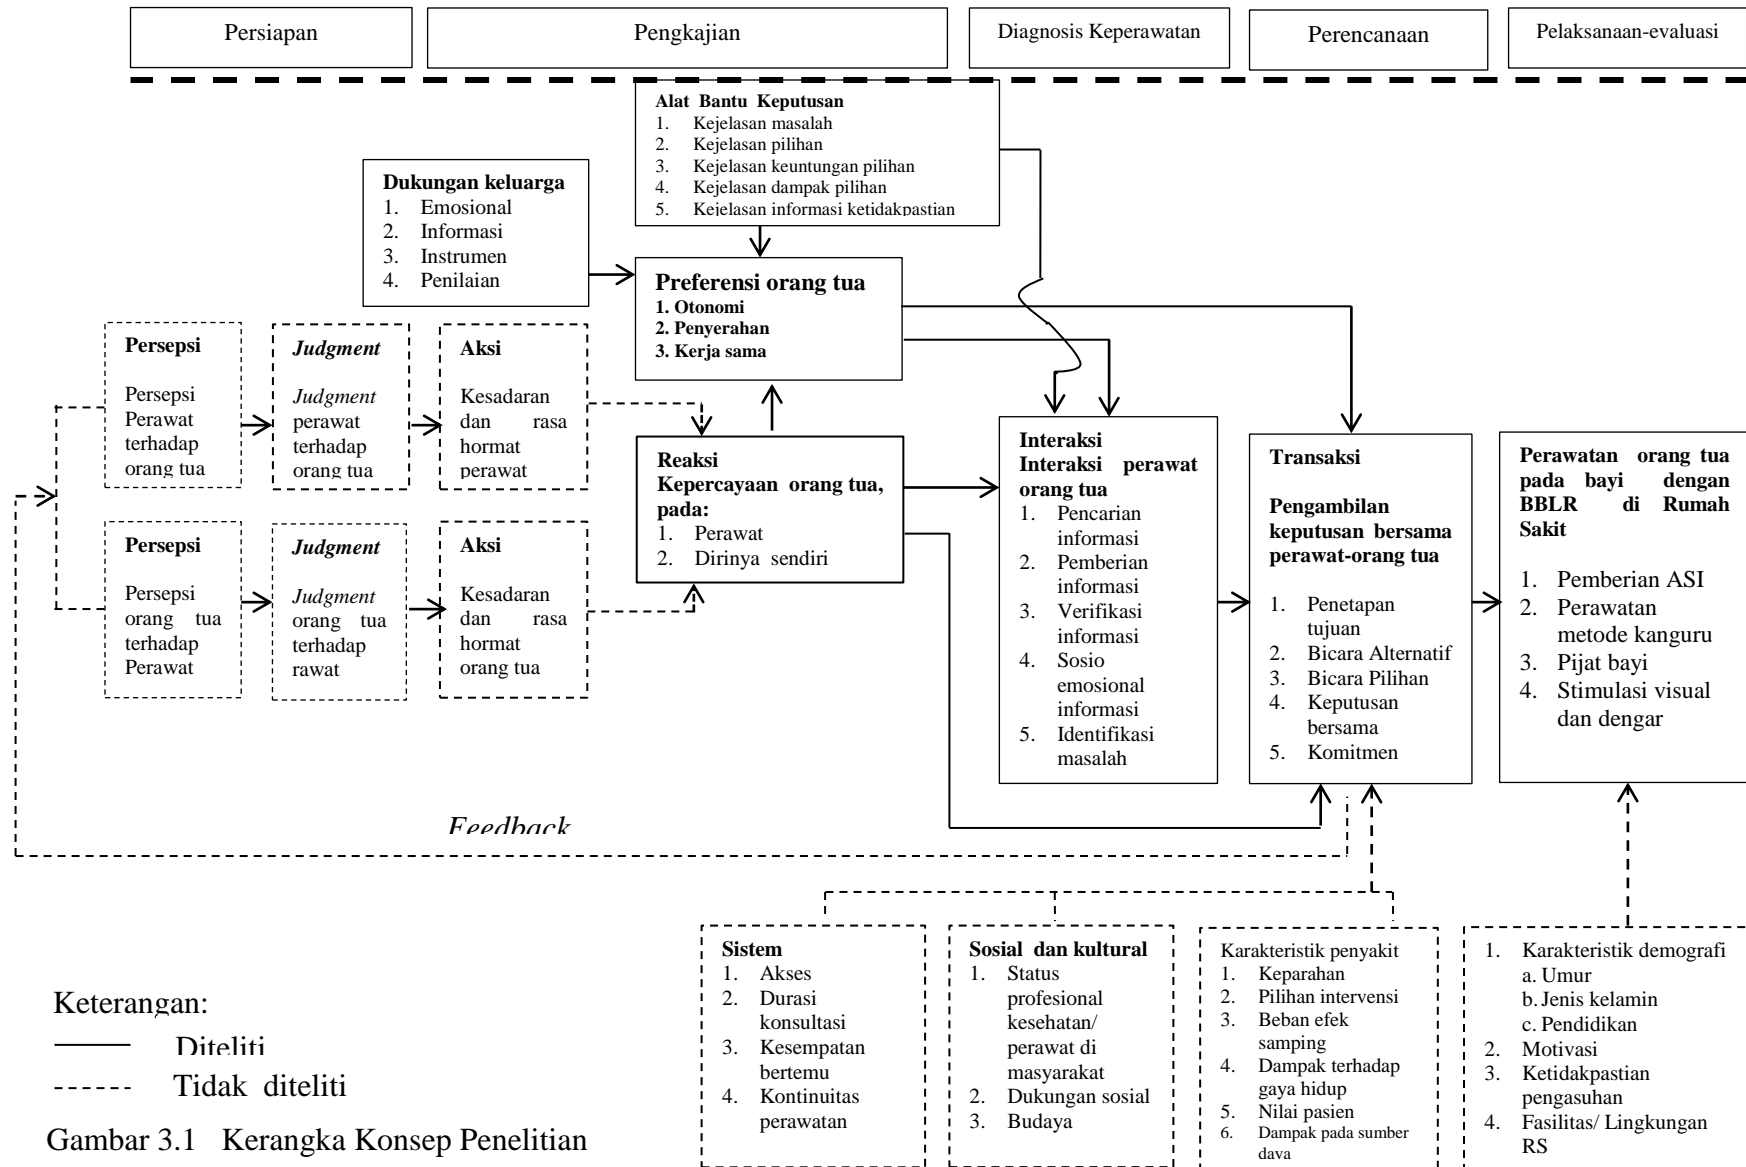 Persiapan
Pengkajian
Diagnosis Keperawatan
Perencanaan
Pelaksanaan-evaluasi
Alat Bantu Keputusan
1. Kejelasan masalah
2. Kejelasan pilihan
3. Kejelasan keuntungan pilihan
4. Kejelasan dampak pilihan
5. Kejelasan informasi ketidakpastian
Dukungan keluarga
1. Emosional
2. Informasi
3. Instrumen
4. Penilaian
Preferensi orang tua
1. Otonomi
2. Penyerahan
3. Kerja sama
Persepsi
Persepsi
Perawat
terhadap
orang tua
Judgment
Judgment
perawat
terhadap
orang tua
Aksi
Kesadaran
dan rasa
hormat
perawat
Persepsi
Persepsi
orang tua
terhadap
Perawat
Judgment
Judgment
orang tua
terhadap
rawat
Aksi
Kesadaran
dan rasa
hormat
orang tua
Reaksi
Kepercayaan orang tua,
pada:
1. Perawat
2. Dirinya sendiri
Interaksi
Interaksi perawat
orang tua
1. Pencarian
informasi
2. Pemberian
informasi
3. Verifikasi
informasi
4. Sosio
emosional
informasi
5. Identifikasi
masalah
Transaksi
Pengambilan
keputusan bersama
perawat-orang tua
1. Penetapan
tujuan
2. Bicara Alternatif
3. Bicara Pilihan
4. Keputusan
bersama
5. Komitmen
Perawatan orang tua
pada bayi dengan
BBLR di Rumah
Sakit
1. Pemberian ASI
2. Perawatan
metode kanguru
3. Pijat bayi
4. Stimulasi visual
dan dengar
Feedback
Sistem
1. Akses
2. Durasi
konsultasi
3. Kesempatan
bertemu
4. Kontinuitas
perawatan
Sosial dan kultural
1. Status
profesional
kesehatan/
perawat di
masyarakat
2. Dukungan sosial
3. Budaya
Karakteristik penyakit
1. Keparahan
2. Pilihan intervensi
3. Beban efek
samping
4. Dampak terhadap
gaya hidup
5. Nilai pasien
6. Dampak pada sumber
daya
1. Karakteristik demografi
a. Umur
b. Jenis kelamin
c. Pendidikan
2. Motivasi
3. Ketidakpastian
pengasuhan
4. Fasilitas/ Lingkungan
RS
Keterangan:
Diteliti
Tidak diteliti
Gambar 3.1 Kerangka Konsep Penelitian